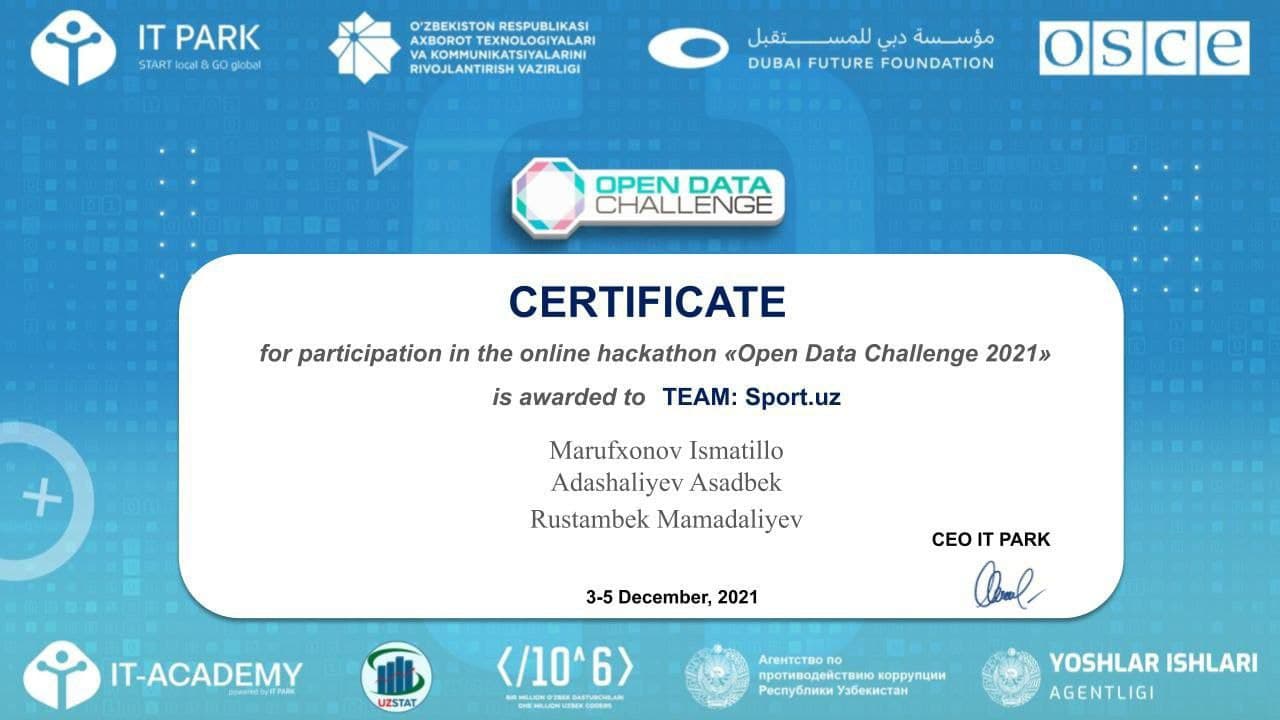 IT PARK
START local & GO global
O'ZBEKISTON RESPUBLIKASI
AXBOROT TEXNOLOGIYALARI
VA KOMMUNIKATSIYALARINI
RIVOJLANTIRISH VAZIRLIGI
مؤسسة دبي للمستقبل
DUBAI FUTURE FOUNDATION
osce
OPEN DATA
CHALLENGE
CERTIFICATE
for participation in the online hackathon «Open Data Challenge 2021»
is awarded to TEAM: Sport.uz
Marufxonov Ismatillo
Adashaliyev Asadbek
Rustambek Mamadaliyev
CEO IT PARK
3-5 December, 2021
IT-ACADEMY
powered by IT PARK
UZSTAT
</10^6>
BIR MILLION O'ZBEK DASTURCHILARI
ONE MILLION UZBEK CODERS
Агентство по
противодействию коррупции
Республики Узбекистан
YOSHLAR ISHLARI
AGENTLIGI